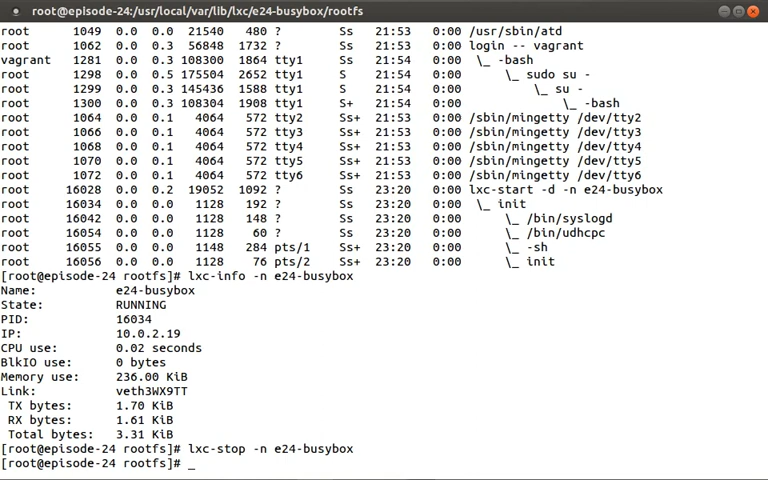 root@episode-24:/usr/local/var/lib/lxc/e24-busybox/rootfs
root      1049  0.0  0.0  21540   480 ?        Ss   21:53   0:00 /usr/sbin/atd
root      1062  0.0  0.3  56848  1732 ?        Ss   21:53   0:00 login -- vagrant
vagrant   1281  0.0  0.3 108300  1864 tty1     Ss   21:54   0:00  \_ -bash
root      1298  0.0  0.5 175504  2652 tty1     S    21:54   0:00      \_ sudo su -
root      1299  0.0  0.3 145436  1588 tty1     S    21:54   0:00          \_ su -
root      1300  0.0  0.3 108304  1908 tty1     S+   21:54   0:00              \_ -bash
root      1064  0.0  0.1   4064   572 tty2     Ss+  21:53   0:00 /sbin/mingetty /dev/tty2
root      1066  0.0  0.1   4064   572 tty3     Ss+  21:53   0:00 /sbin/mingetty /dev/tty3
root      1068  0.0  0.1   4064   572 tty4     Ss+  21:53   0:00 /sbin/mingetty /dev/tty4
root      1070  0.0  0.1   4064   572 tty5     Ss+  21:53   0:00 /sbin/mingetty /dev/tty5
root      1072  0.0  0.1   4064   572 tty6     Ss+  21:53   0:00 /sbin/mingetty /dev/tty6
root     16028  0.0  0.2  19052  1092 ?        Ss   23:20   0:00 lxc-start -d -n e24-busybox
root     16034  0.0  0.0   1128   192 ?        Ss   23:20   0:00  \_ init
root     16042  0.0  0.0   1128   148 ?        Ss   23:20   0:00      \_ /bin/syslogd
root     16054  0.0  0.0   1128    60 ?        Ss   23:20   0:00      \_ /bin/udhcpc
root     16055  0.0  0.0   1148   284 pts/1    Ss+  23:20   0:00      \_ -sh
root     16056  0.0  0.0   1128    76 pts/2    Ss+  23:20   0:00      \_ init
[root@episode-24 rootfs]# lxc-info -n e24-busybox
Name:           e24-busybox
State:          RUNNING
PID:            16034
IP:             10.0.2.19
CPU use:        0.02 seconds
BlkIO use:      0 bytes
Memory use:     236.00 KiB
Link:           veth3WX9TT
 TX bytes:      1.70 KiB
 RX bytes:      1.61 KiB
 Total bytes:   3.31 KiB
[root@episode-24 rootfs]# lxc-stop -n e24-busybox
[root@episode-24 rootfs]# _